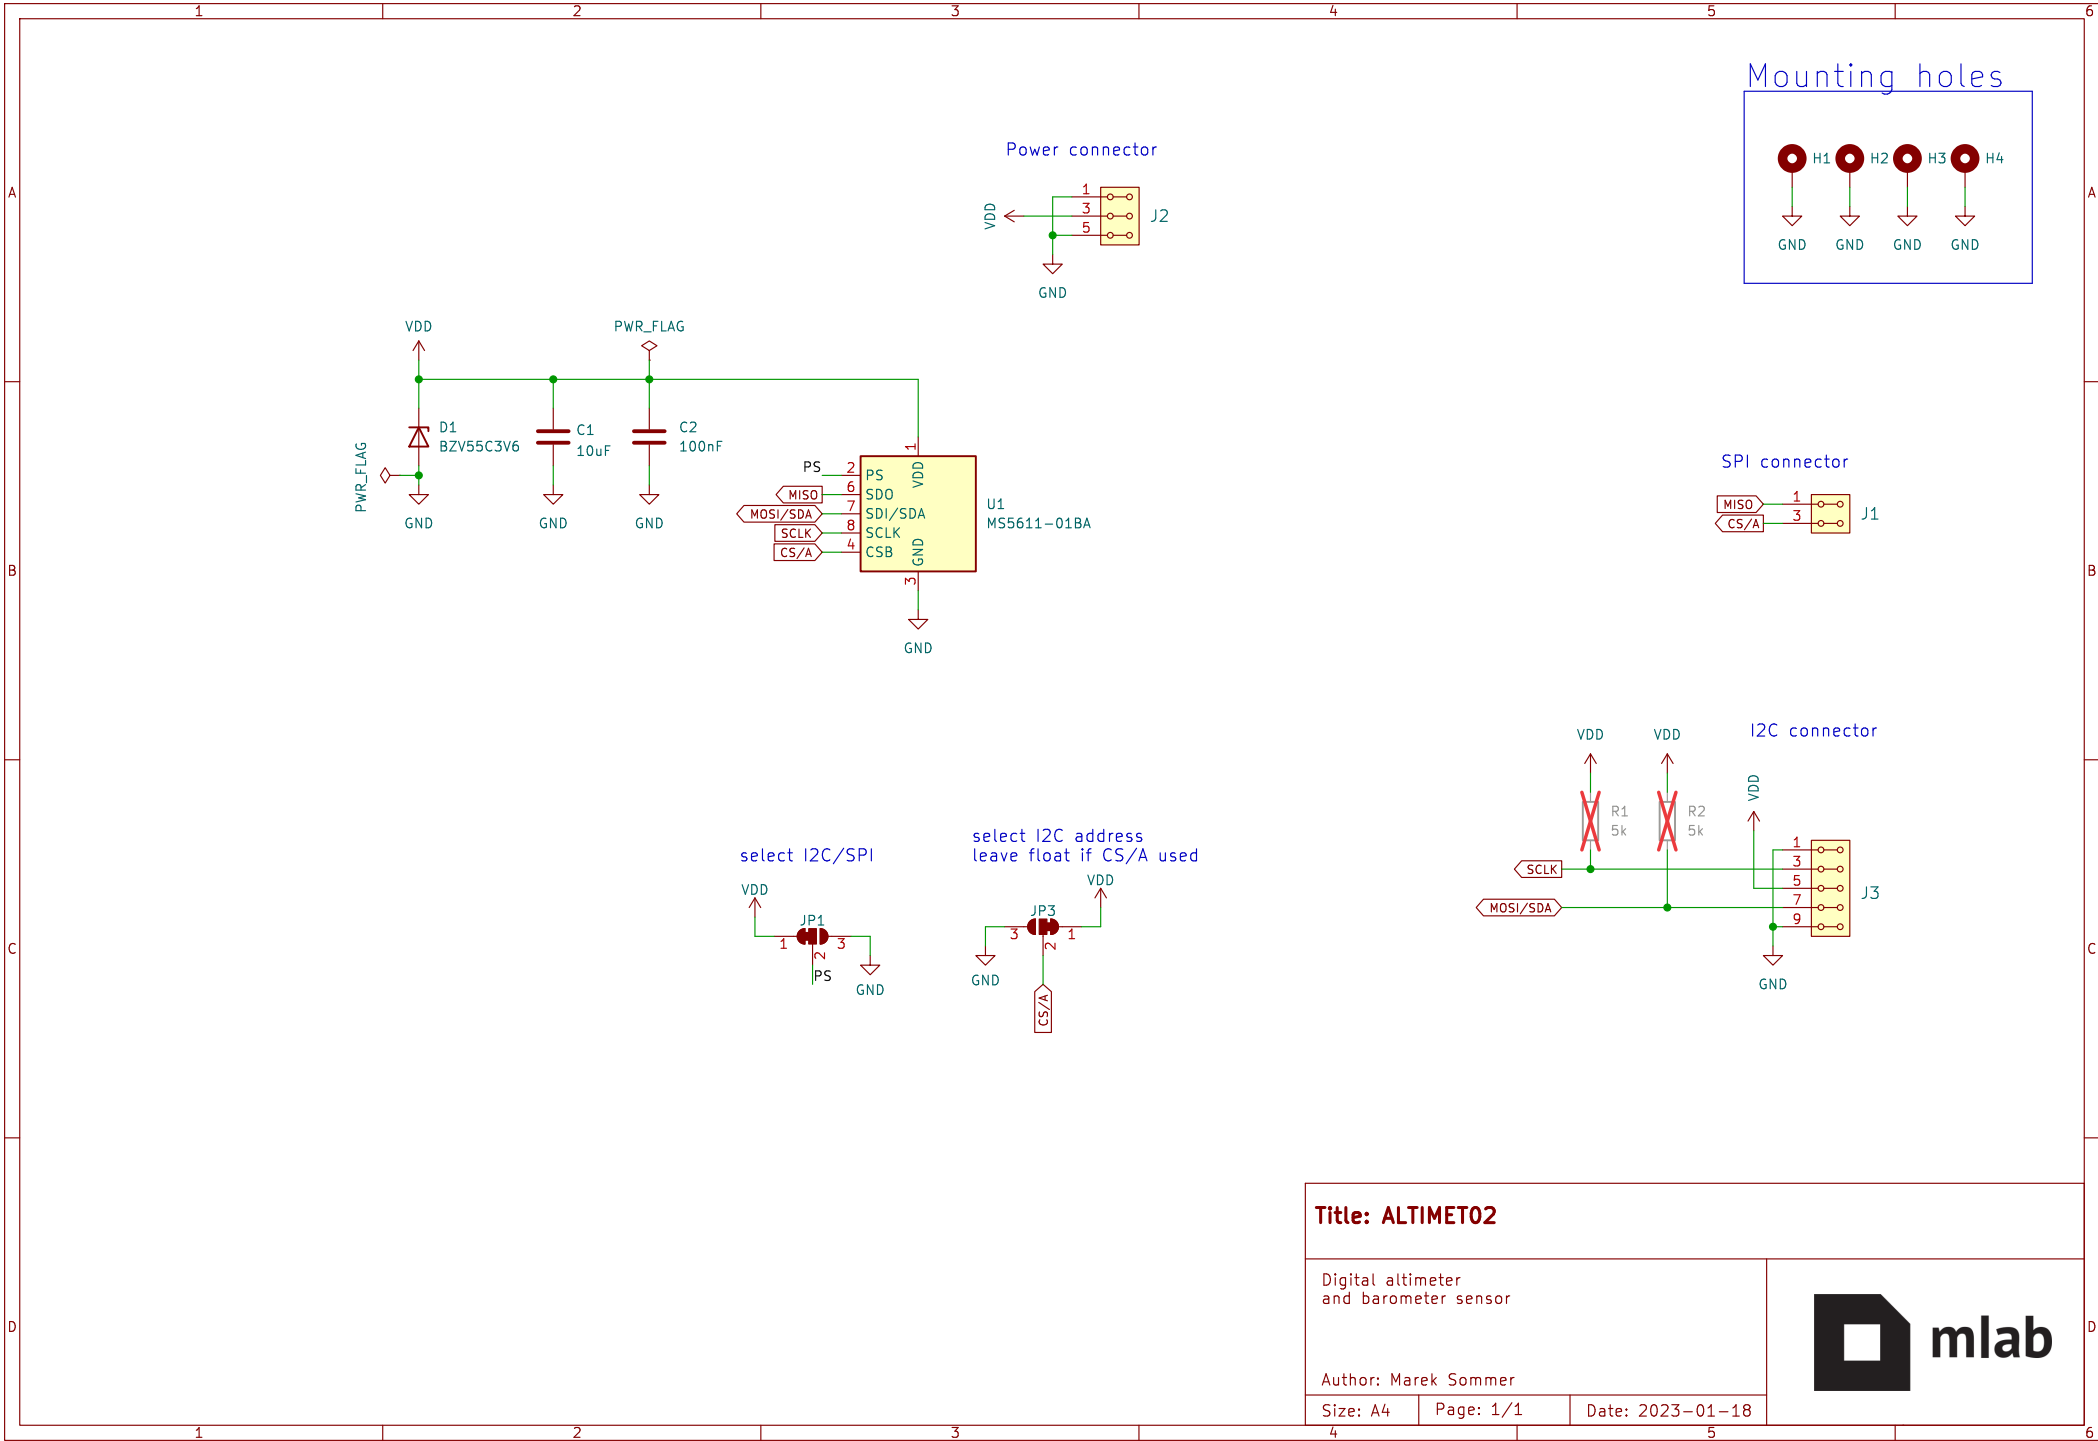 1 2 3 4 5 6
Mounting holes
H1 H2 H3 H4
GND GND GND GND
Power connector
VDD
1
3
5
J2
GND
A A
VDD
PWR_FLAG
D1
BZV55C3V6
PWR_FLAG
GND
C1
10uF
GND
C2
100nF
GND
PS
MISO
MOSI/SDA
SCLK
CS/A
2
6
7
8
4
1
3
PS
SDO
SDI/SDA
SCLK
CSB
VDD
GND
U1
MS5611-01BA
GND
SPI connector
MISO
CS/A
1
3
J1
B B
I2C connector
VDD VDD
VDD
R1
5k
R2
5k
SCLK
MOSI/SDA
1
3
5
7
9
J3
GND
select I2C/SPI
VDD
JP1
1
2
3
PS
GND
select I2C address
leave float if CS/A used
VDD
JP3
3
2
1
GND
CS/A
C C
Title: ALTIMET02
Digital altimeter
and barometer sensor
Author: Marek Sommer
Size: A4
Page: 1/1
Date: 2023-01-18
mlab
D D
1 2 3 4 5 6